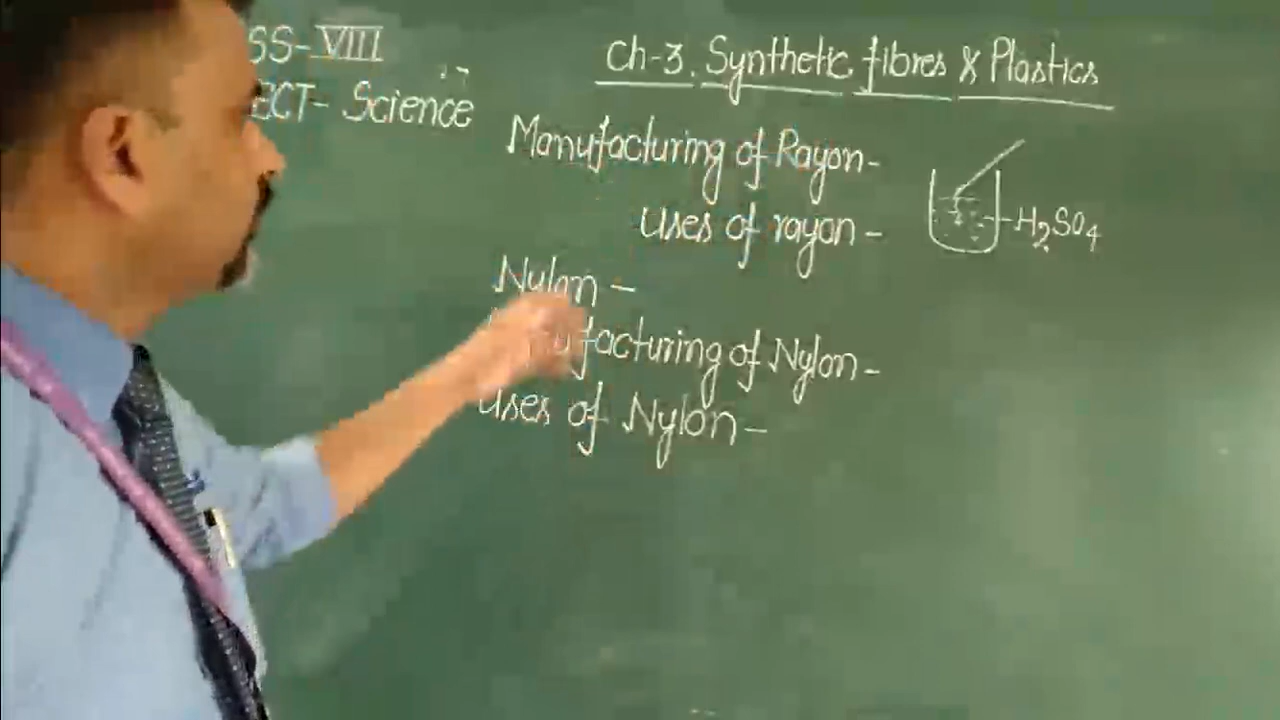 SS-VIII
ECT- Science
Ch-3. Synthetic fibres & Plastics
Manufacturing of Rayon-
Uses of rayon-
H₂SO₄
Nylon-
facturing of Nylon-
Uses of Nylon-